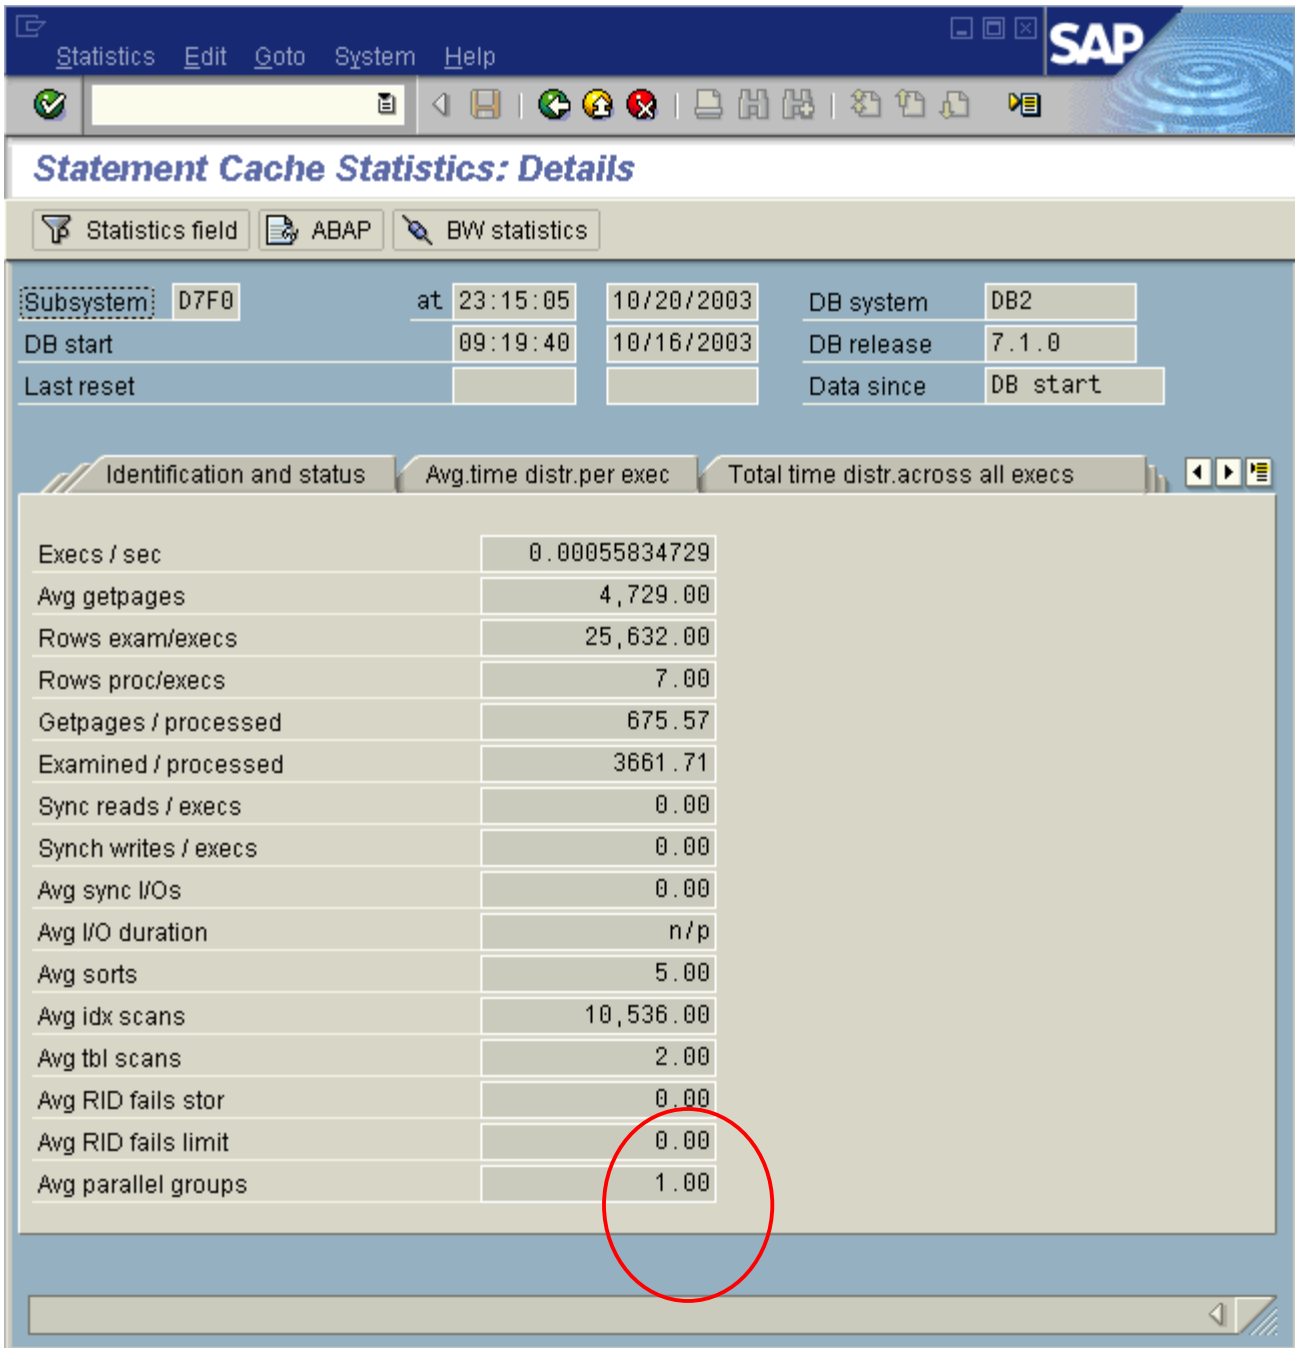 Statistics Edit Goto System Help
SAP
Statement Cache Statistics: Details
Statistics field ABAP BW statistics
Subsystem D7F0 at 23:15:05 10/20/2003 DB system DB2
DB start 09:19:40 10/16/2003 DB release 7.1.0
Last reset Data since DB start
Identification and status Avg.time distr.per exec Total time distr.across all execs
Execs / sec 0.00055834729
Avg getpages 4,729.00
Rows exam/execs 25,632.00
Rows proc/execs 7.00
Getpages / processed 675.57
Examined / processed 3661.71
Sync reads / execs 0.00
Synch writes / execs 0.00
Avg sync I/Os 0.00
Avg I/O duration n/p
Avg sorts 5.00
Avg idx scans 10,536.00
Avg tbl scans 2.00
Avg RID fails stor 0.00
Avg RID fails limit 0.00
Avg parallel groups 1.00